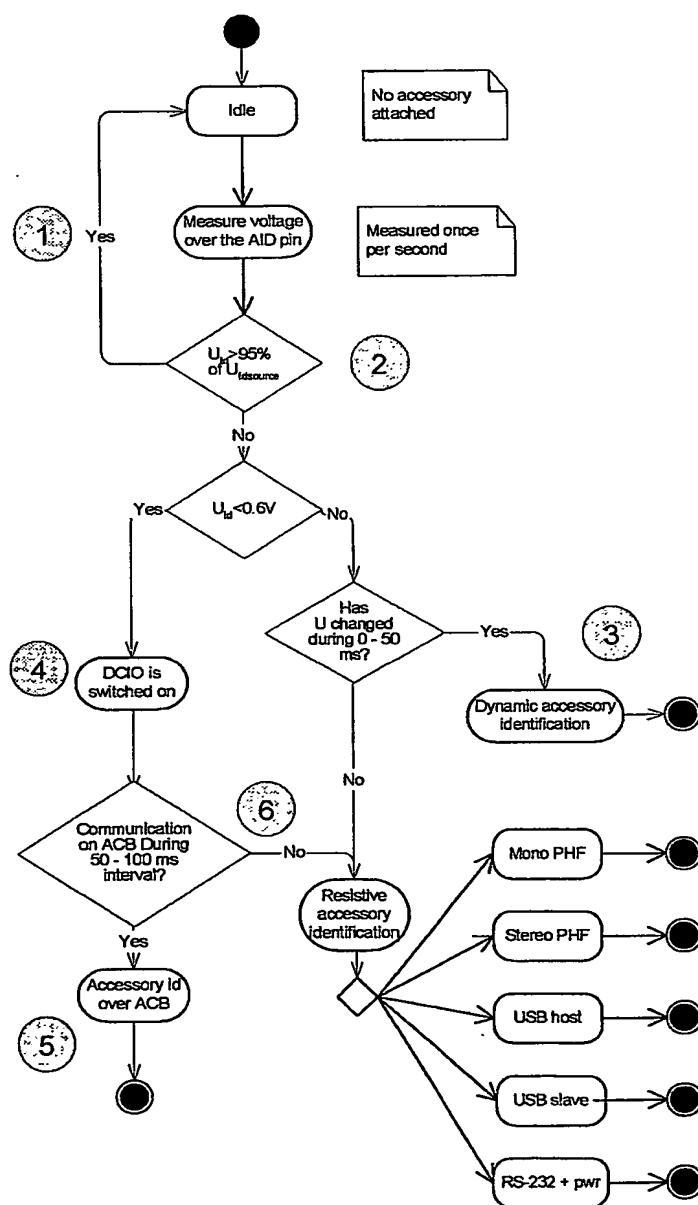 Idle
No accessory
attached
1
Yes
Measure voltage
over the AID pin
Measured once
per second
U_id>95%
of U_idsource
2
No
Yes
U_id<0.6V
No
Has
U changed
during 0 - 50
ms?
Yes
3
4
DCIO is
switched on
Dynamic accessory
identification
No
6
Communication
on ACB During
50 - 100 ms
interval?
No
Mono PHF
Resistive
accessory
identification
Stereo PHF
Yes
Accessory id
over ACB
USB host
5
USB slave
RS-232 + pwr